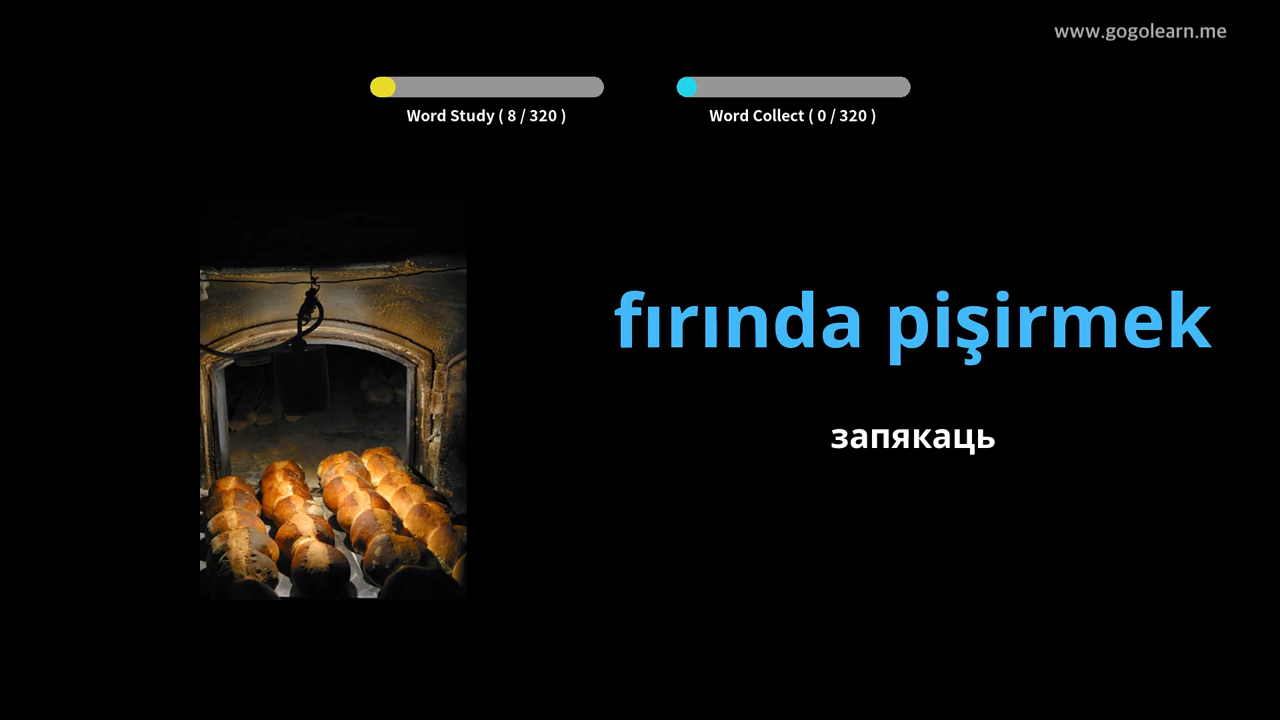 www.gogolearn.me
Word Study ( 8 / 320 )
Word Collect ( 0 / 320 )
fırında pişirmek
запякаць